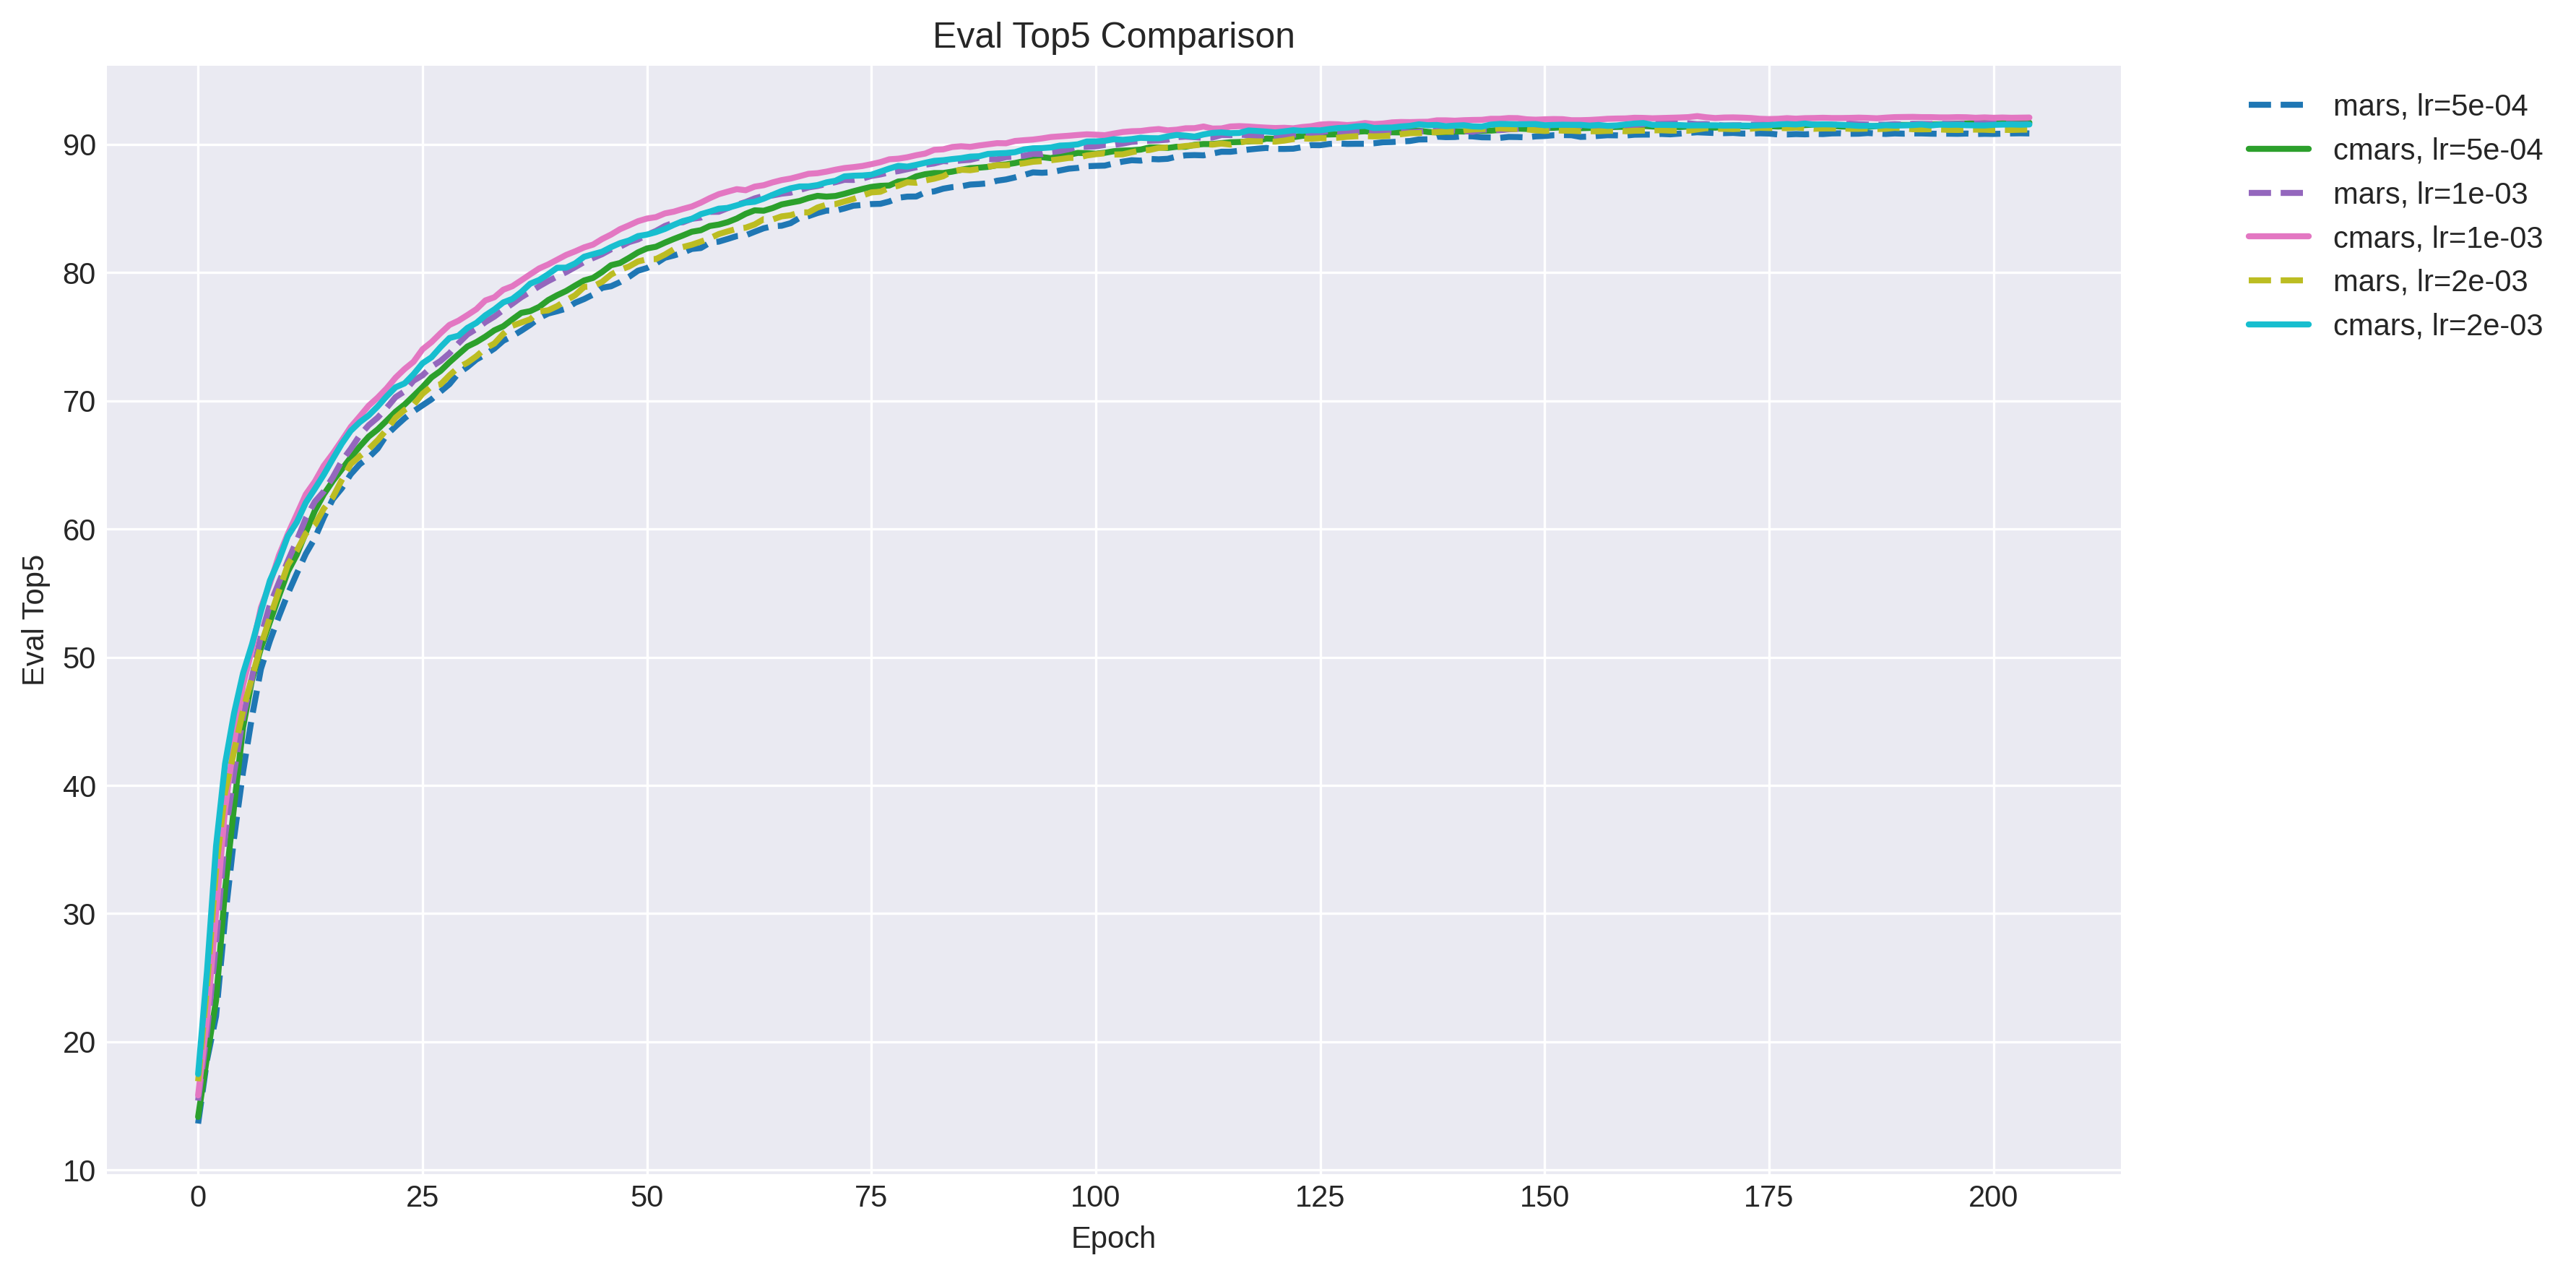 Eval Top5 Comparison
mars, lr=5e-04
cmars, lr=5e-04
mars, lr=1e-03
cmars, lr=1e-03
mars, lr=2e-03
cmars, lr=2e-03
Eval Top5
90
80
70
60
50
40
30
20
10
0 25 50 75 100 125 150 175 200
Epoch